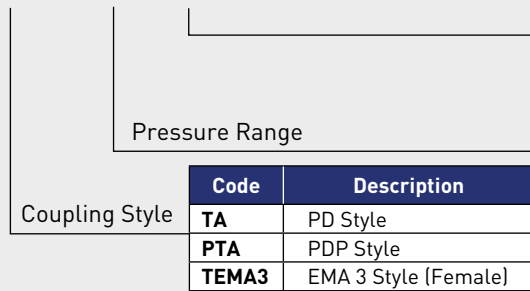 Pressure Range
Code Description
Coupling Style TA PD Style
PTA PDP Style
TEMA3 EMA 3 Style (Female)